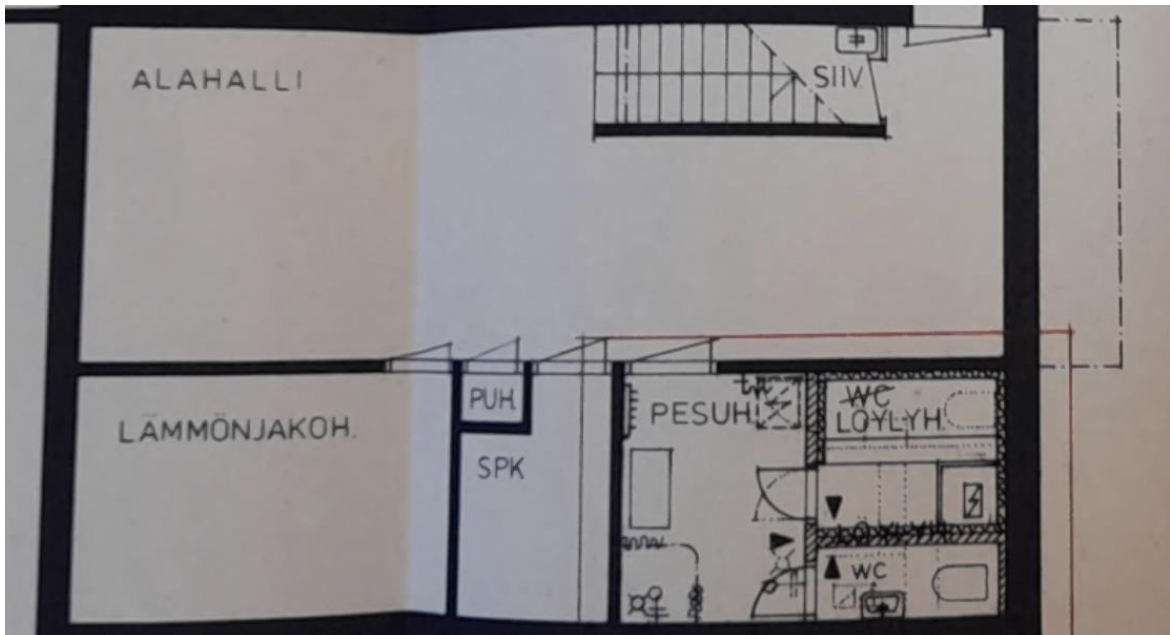 ALAHALLI
SIIV.
LÄMMÖNJAKOH.
PUH.
SPK
PESUH.
WC
LÖYLYH.
WC